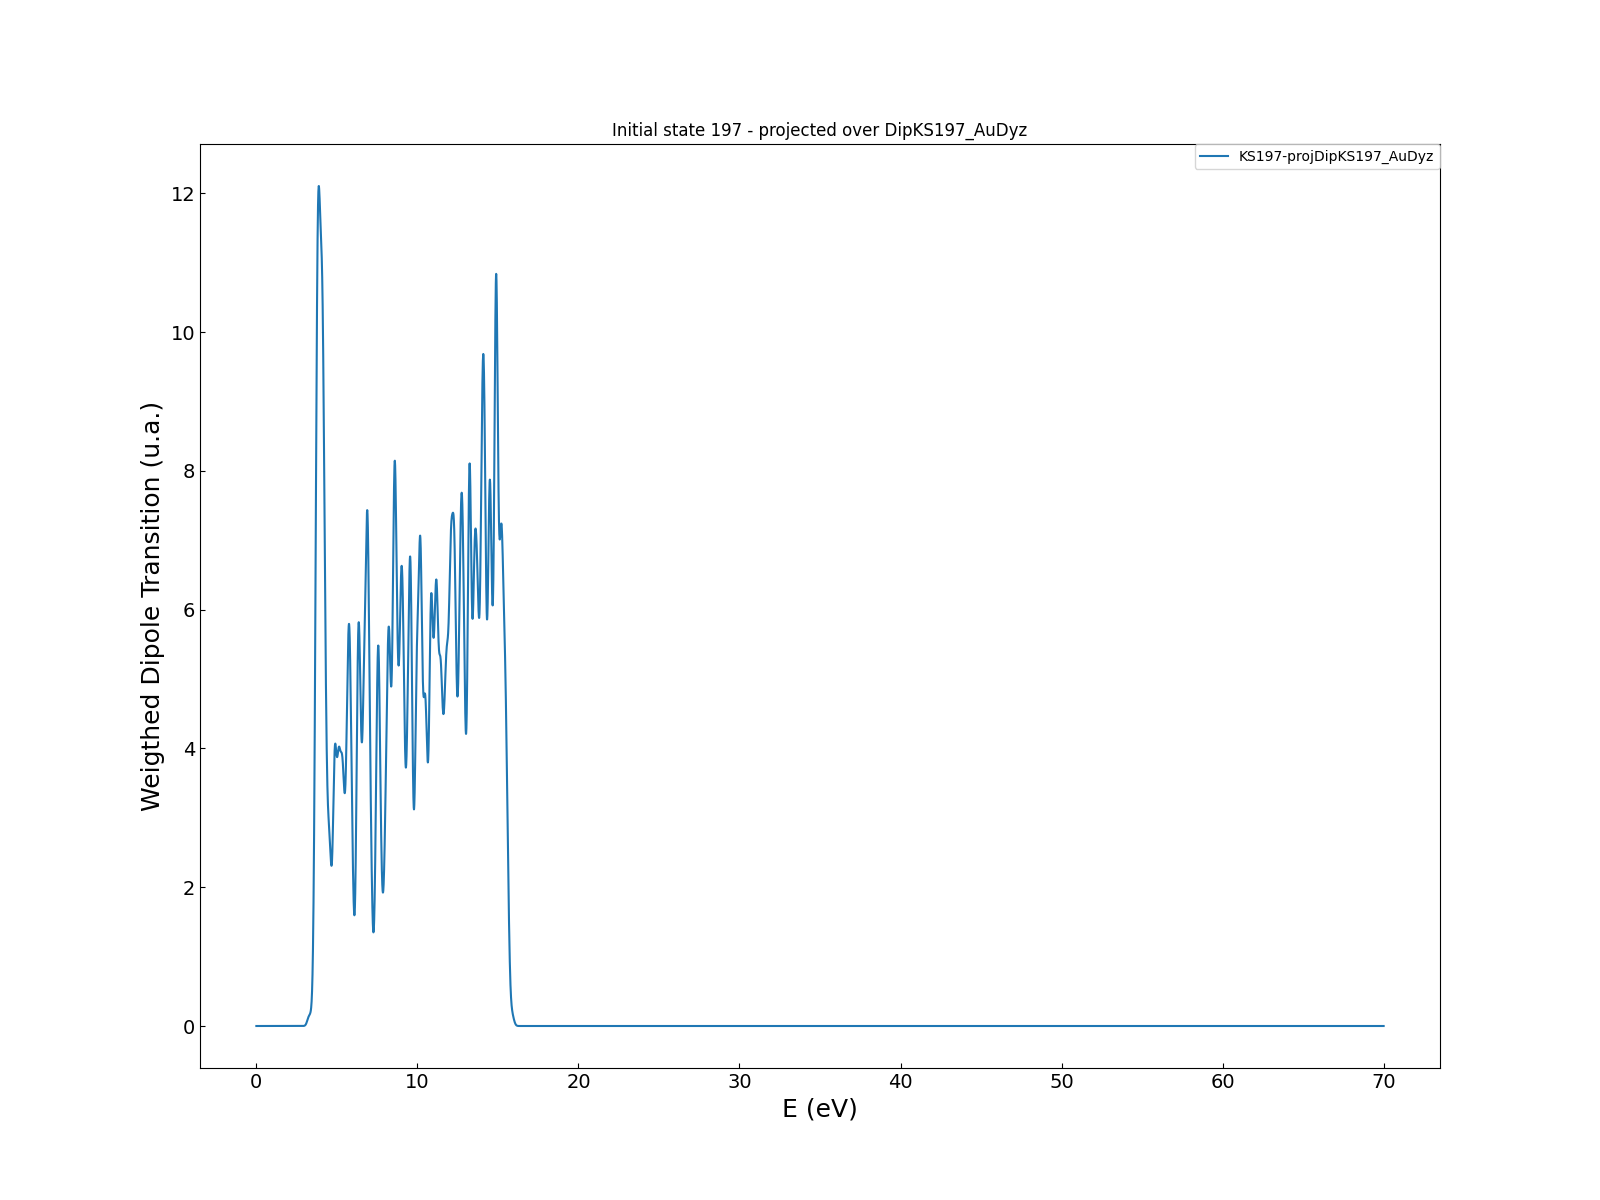 Initial state 197 - projected over DipKS197_AuDyz
KS197-projDipKS197_AuDyz
Weigthed Dipole Transition (u.a.)
12
10
8
6
4
2
0
0 10 20 30 40 50 60 70
E (eV)